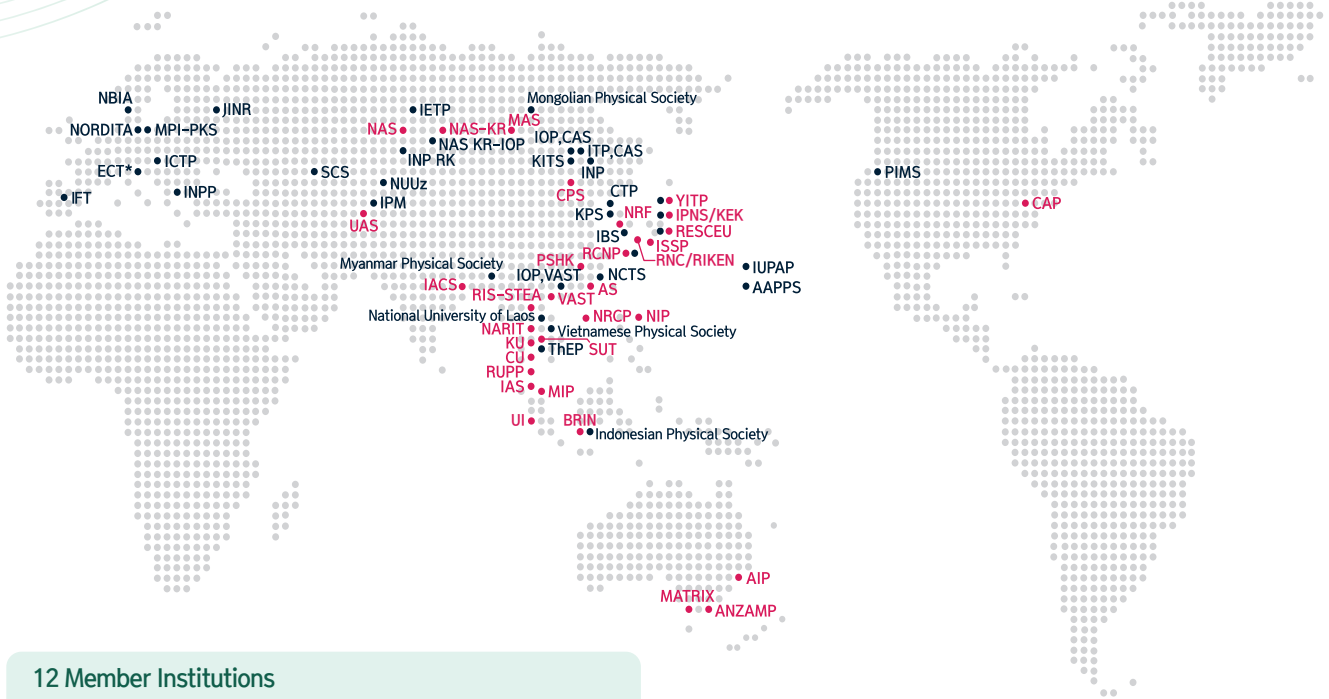 NBIA
JINR
IETP
Mongolian Physical Society
NORDITA
MPI-PKS
NAS
NAS-KR
MAS
NAS KR-IOP
IOP,CAS
ITP,CAS
ECT*
ICTP
INP RK
KITS
INP
SCS
PIMS
IFT
INPP
NUUz
CPS
CTP
IPM
YITP
CAP
UAS
KPS
NRF
IPNS/KEK
IBS
RESCEU
ISSP
RCNP
RNC/RIKEN
Myanmar Physical Society
PSHK
IUPAP
IACS
IOP,VAST
NCTS
AAPPS
RIS-STEA
VAST
AS
National University of Laos
NRCP
NIP
NARIT
Vietnamese Physical Society
KU
ThEP
SUT
CU
RUPP
IAS
MIP
UI
BRIN
Indonesian Physical Society
AIP
MATRIX
ANZAMP
12 Member Institutions